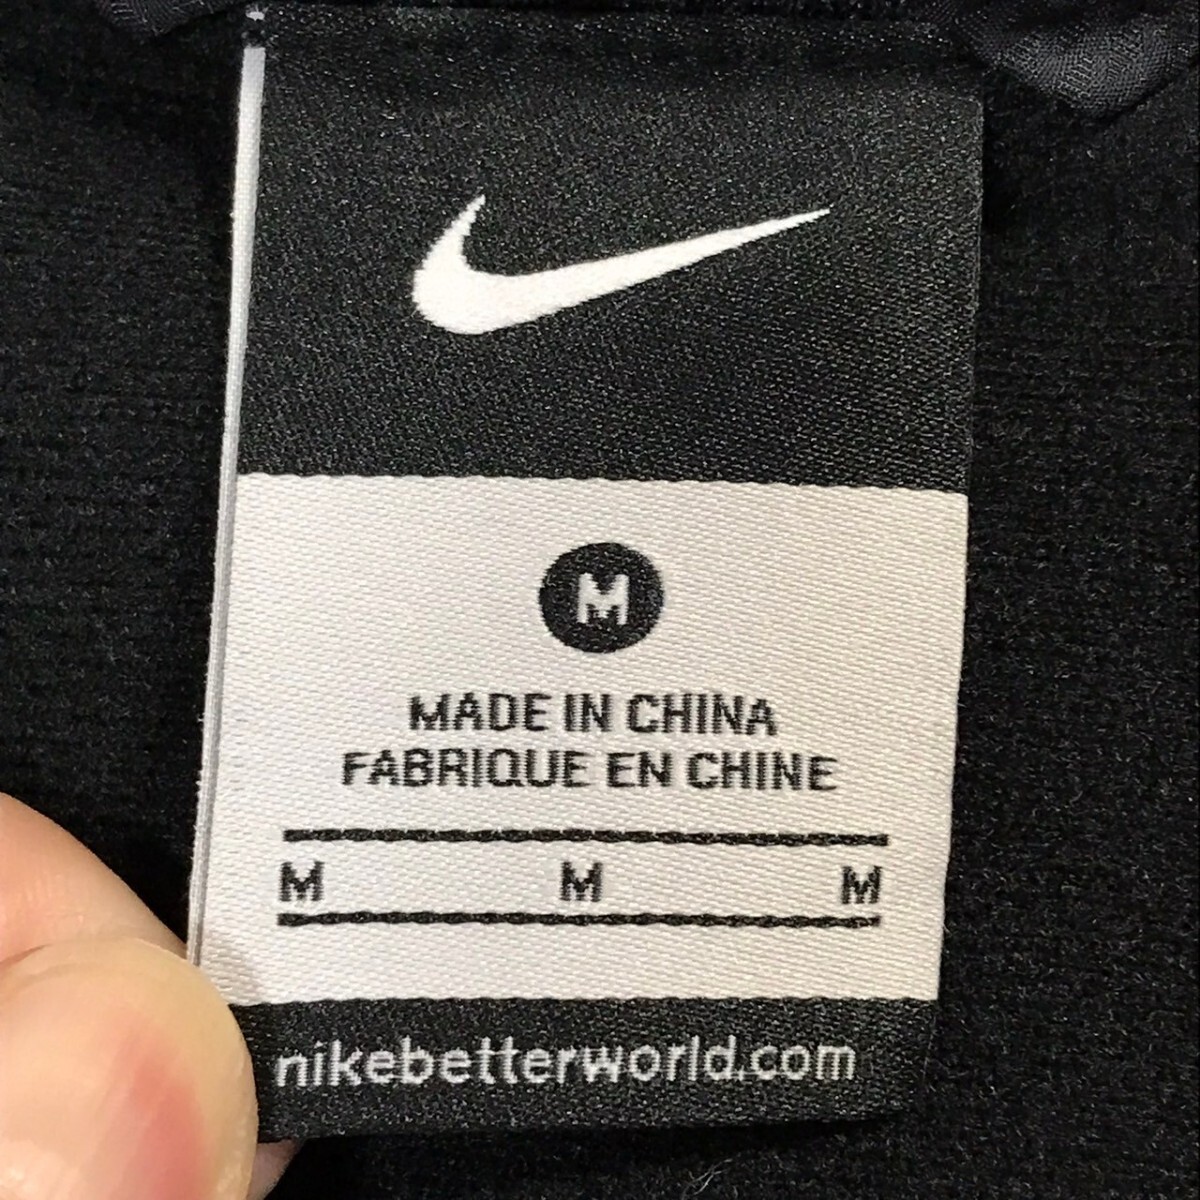 M
MADE IN CHINA
FABRIQUE EN CHINE
M M M
nikebetterworld.com